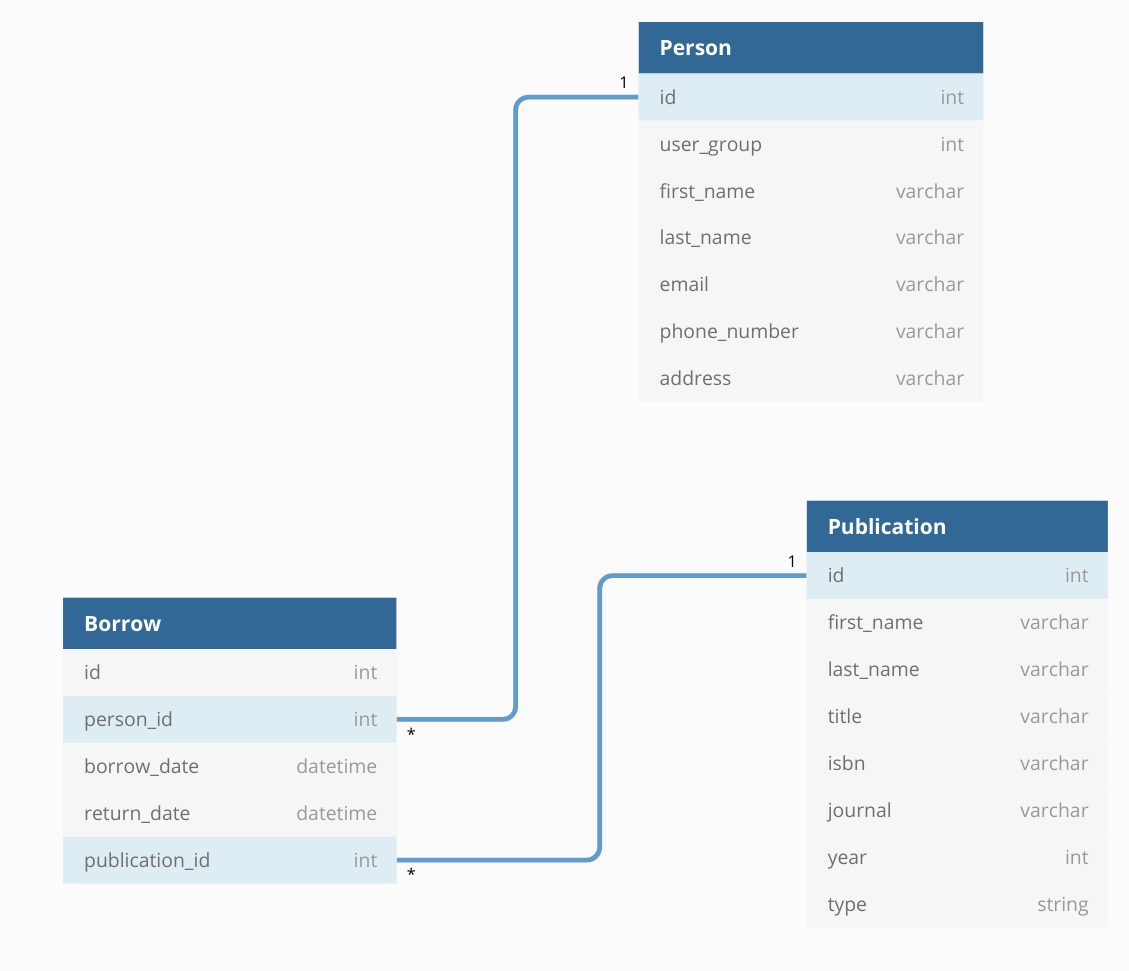 Person
1
id int
user_group int
first_name varchar
last_name varchar
email varchar
phone_number varchar
address varchar
Publication
1
id int
first_name varchar
last_name varchar
title varchar
isbn varchar
journal varchar
year int
type string
Borrow
id int
person_id int
*
borrow_date datetime
return_date datetime
publication_id int
*